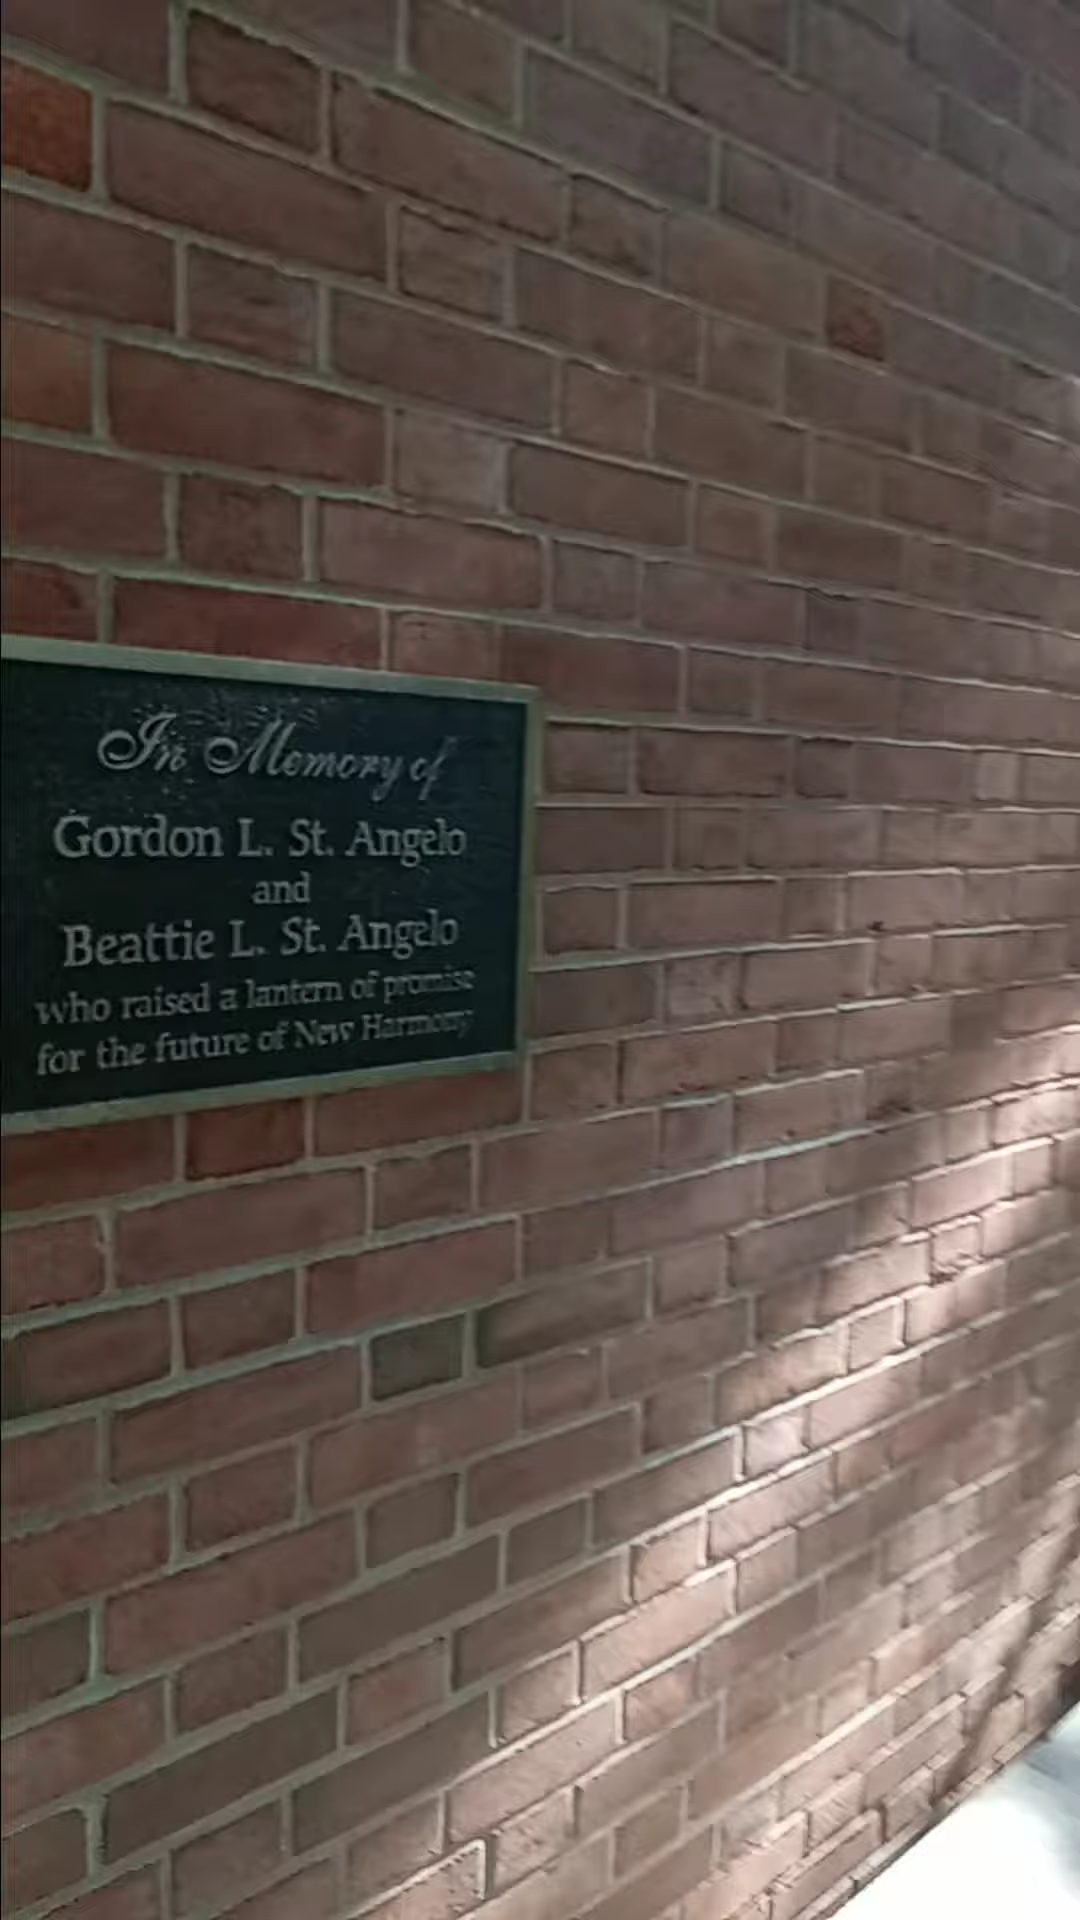 In Memory of
Gordon L. St. Angelo
and
Beattie L. St. Angelo
who raised a lantern of promise
for the future of New Harmony